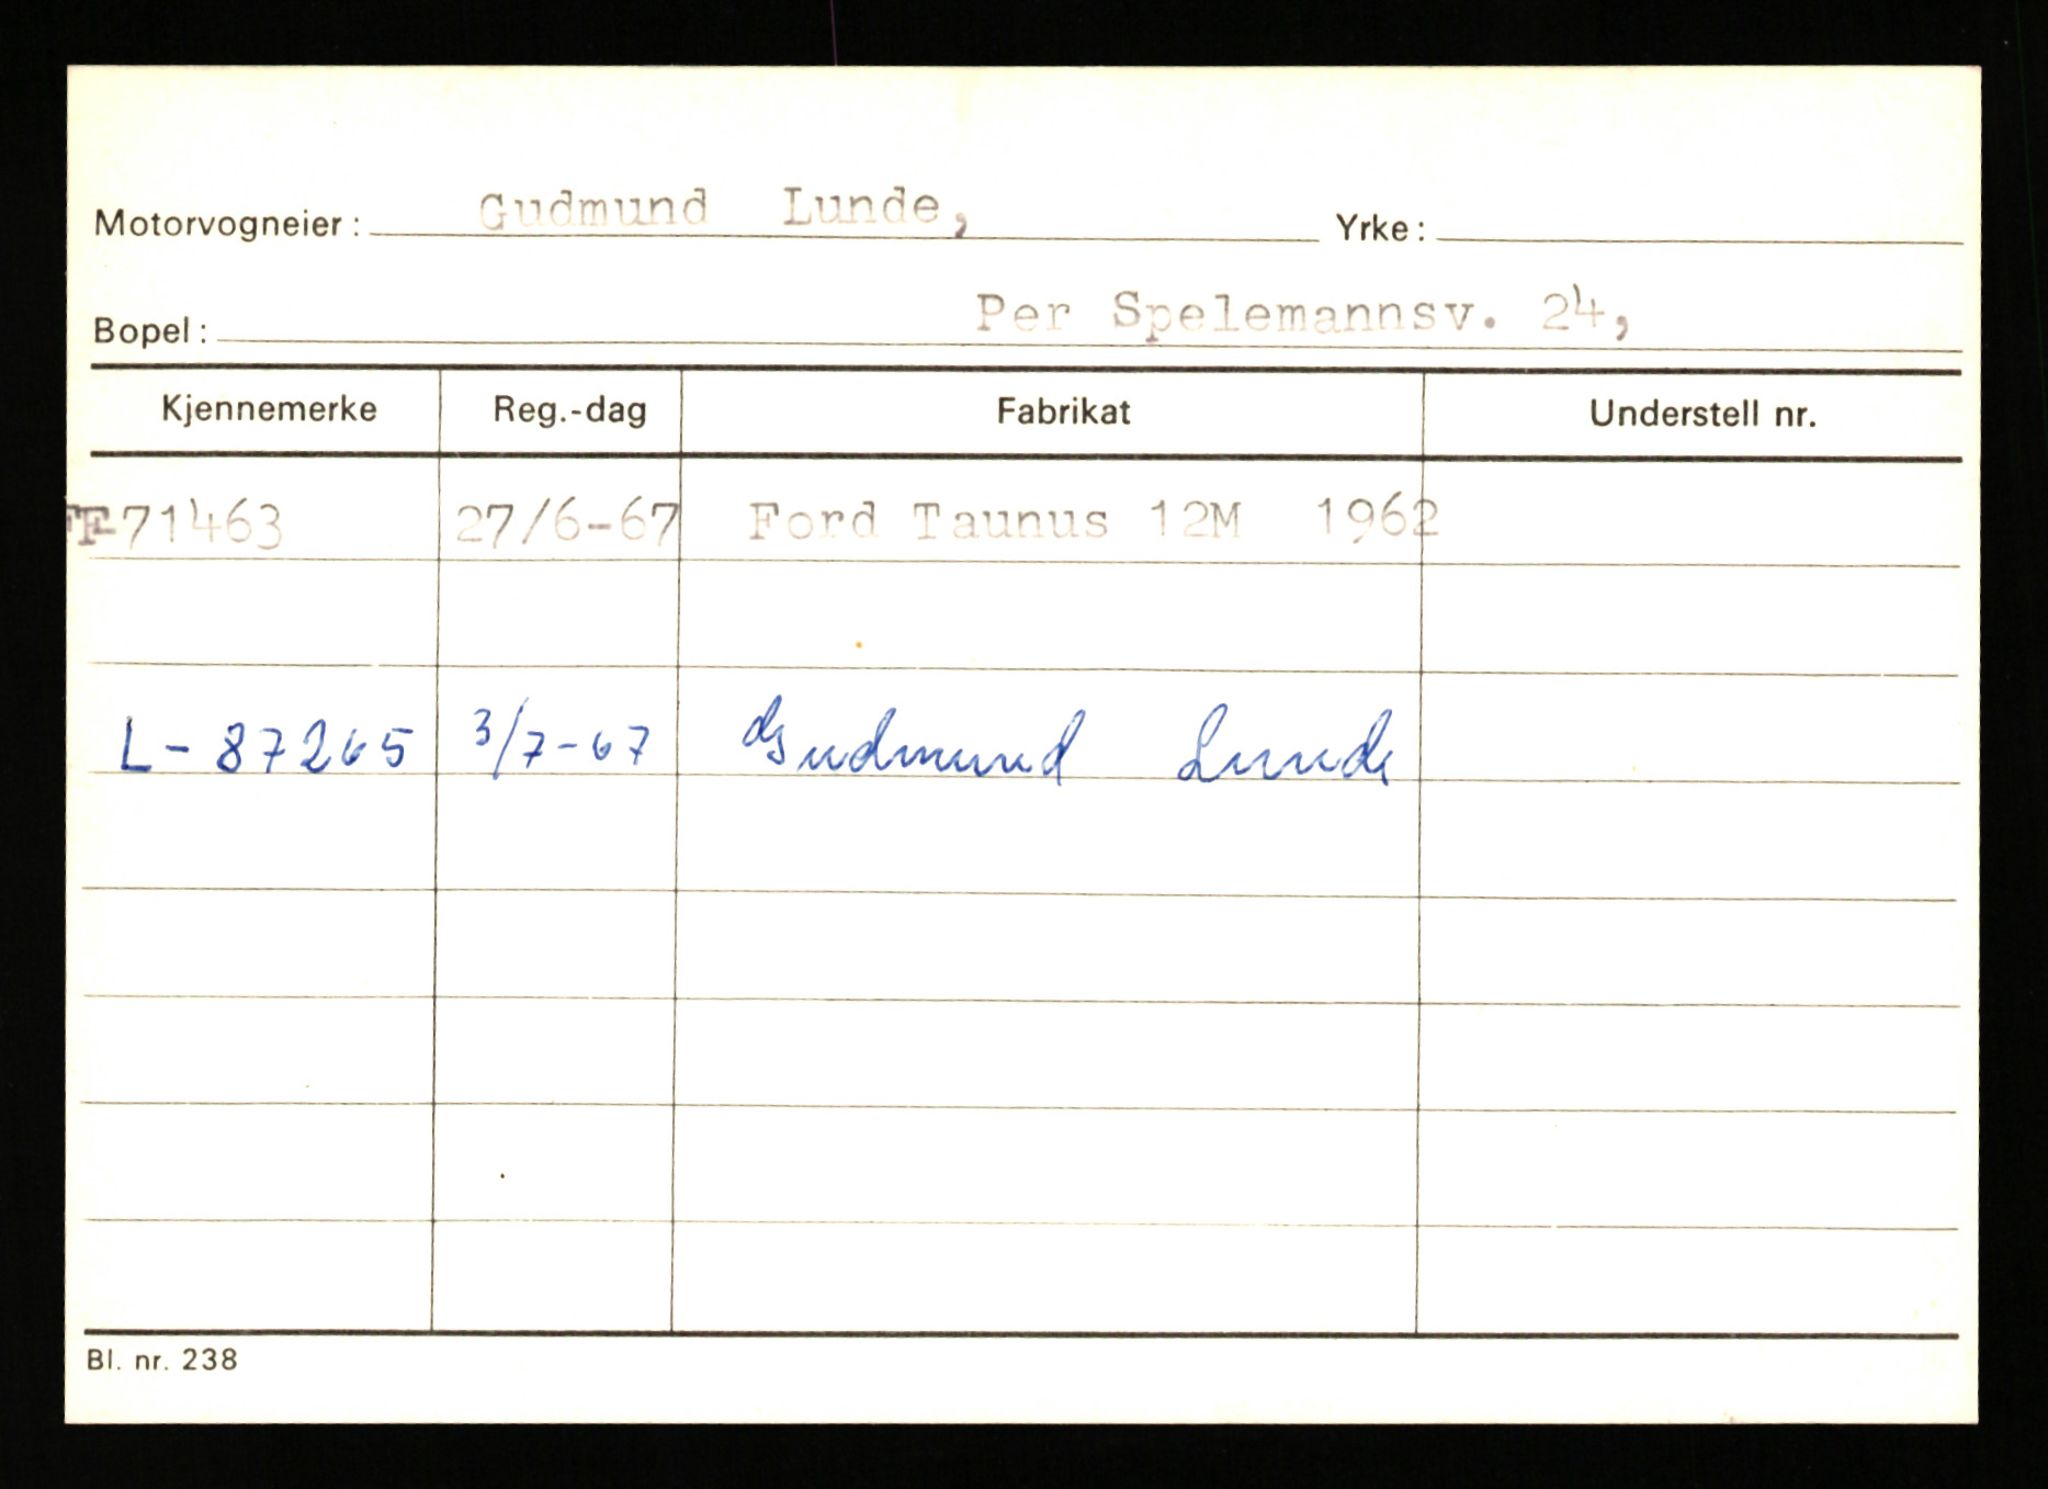 Motorvogneier: Gudmund Lunde, Yrke:
Bopel: Per Spelemannsv. 24,
Kjennemerke Reg.-dag Fabrikat Understell nr.
71463 27/6-67 Ford Taunus 12M 1962
L-87265 3/7-67 Gudmund Lunde
Bl. nr. 238